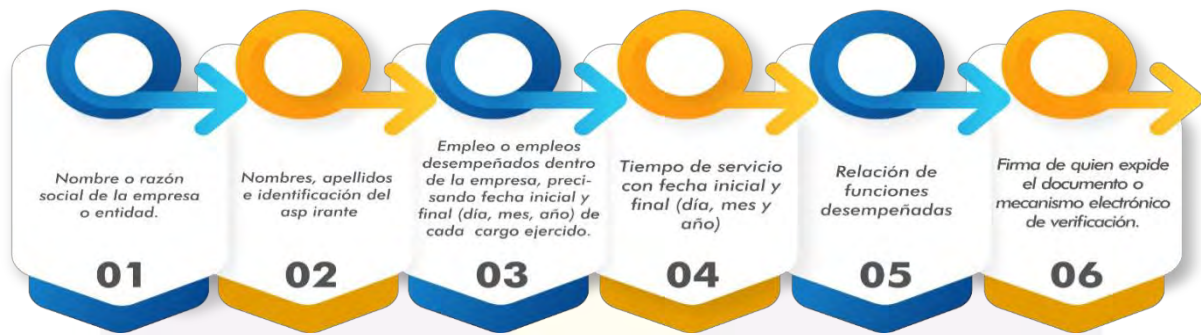 Nombre o razón
social de la empresa
o entidad.
01
Nombres, apellidos
e identificación del
asp irante
02
Empleo o empleos
desempeñados dentro
de la empresa, preci-
sando fecha inicial y
final (día, mes, año) de
cada cargo ejercido.
03
Tiempo de servicio
con fecha inicial y
final (día, mes y
año)
04
Relación de
funciones
desempeñadas
05
Firma de quien expide
el documento o
mecanismo electrónico
de verificación.
06